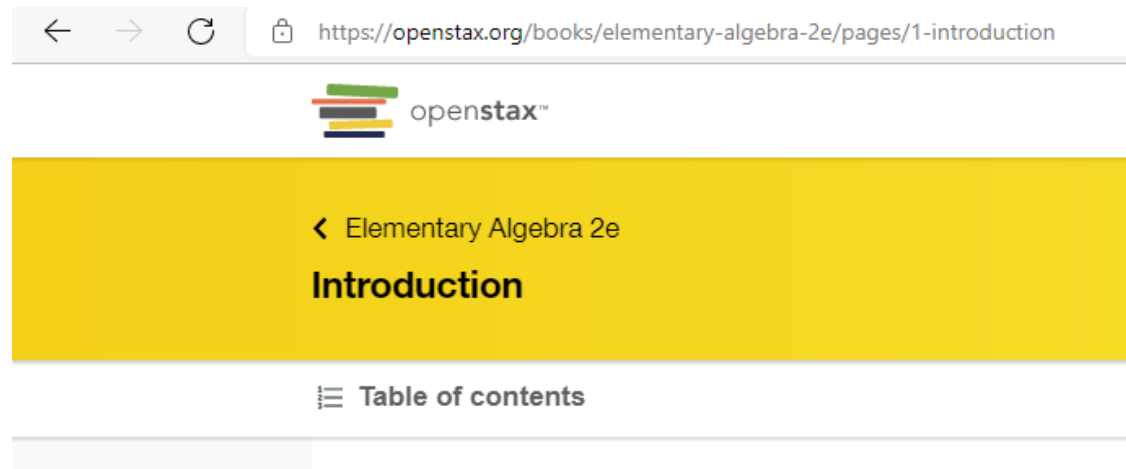 https://openstax.org/books/elementary-algebra-2e/pages/1-introduction
openstax™
Elementary Algebra 2e
Introduction
Table of contents